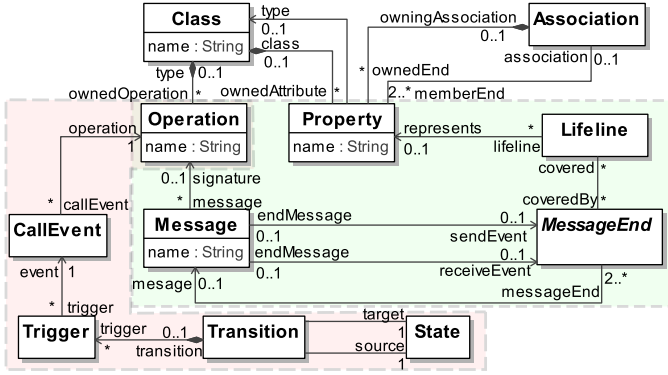 Class
name : String
type
0..1
class
0..1
owningAssociation
0..1
Association
association
0..1
type
0..1
ownedOperation
*
ownedAttribute
*
*
ownedEnd
2..*
memberEnd
Operation
name : String
Property
name : String
represents
0..1
*
lifeline
Lifeline
operation
1
*
callEvent
0..1
signature
*
message
covered
*
coveredBy
*
CallEvent
Message
name : String
endMessage
0..1
0..1
sendEvent
endMessage
0..1
0..1
receiveEvent
MessageEnd
event
1
mesage
0..1
2..*
messageEnd
*
trigger
Trigger
trigger
*
0..1
transition
Transition
target
1
source
1
State